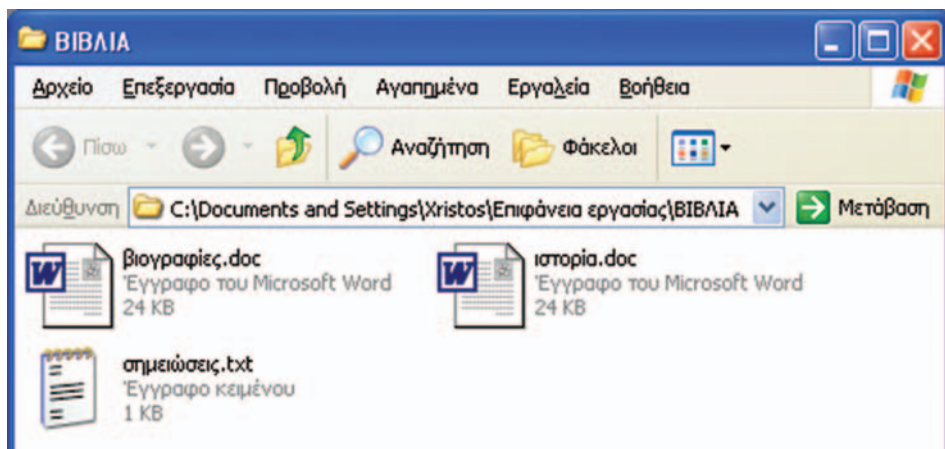 ΒΙΒΛΙΑ
Αρχείο Επεξεργασία Προβολή Αγαπημένα Εργαλεία Βοήθεια
Πίσω Αναζήτηση Φάκελοι
Διεύθυνση C:\Documents and Settings\Xristos\Επιφάνεια εργασίας\ΒΙΒΛΙΑ Μετάβαση
βιογραφίες.doc
Έγγραφο του Microsoft Word
24 KB
ιστορία.doc
Έγγραφο του Microsoft Word
24 KB
σημειώσεις.txt
Έγγραφο κειμένου
1 KB